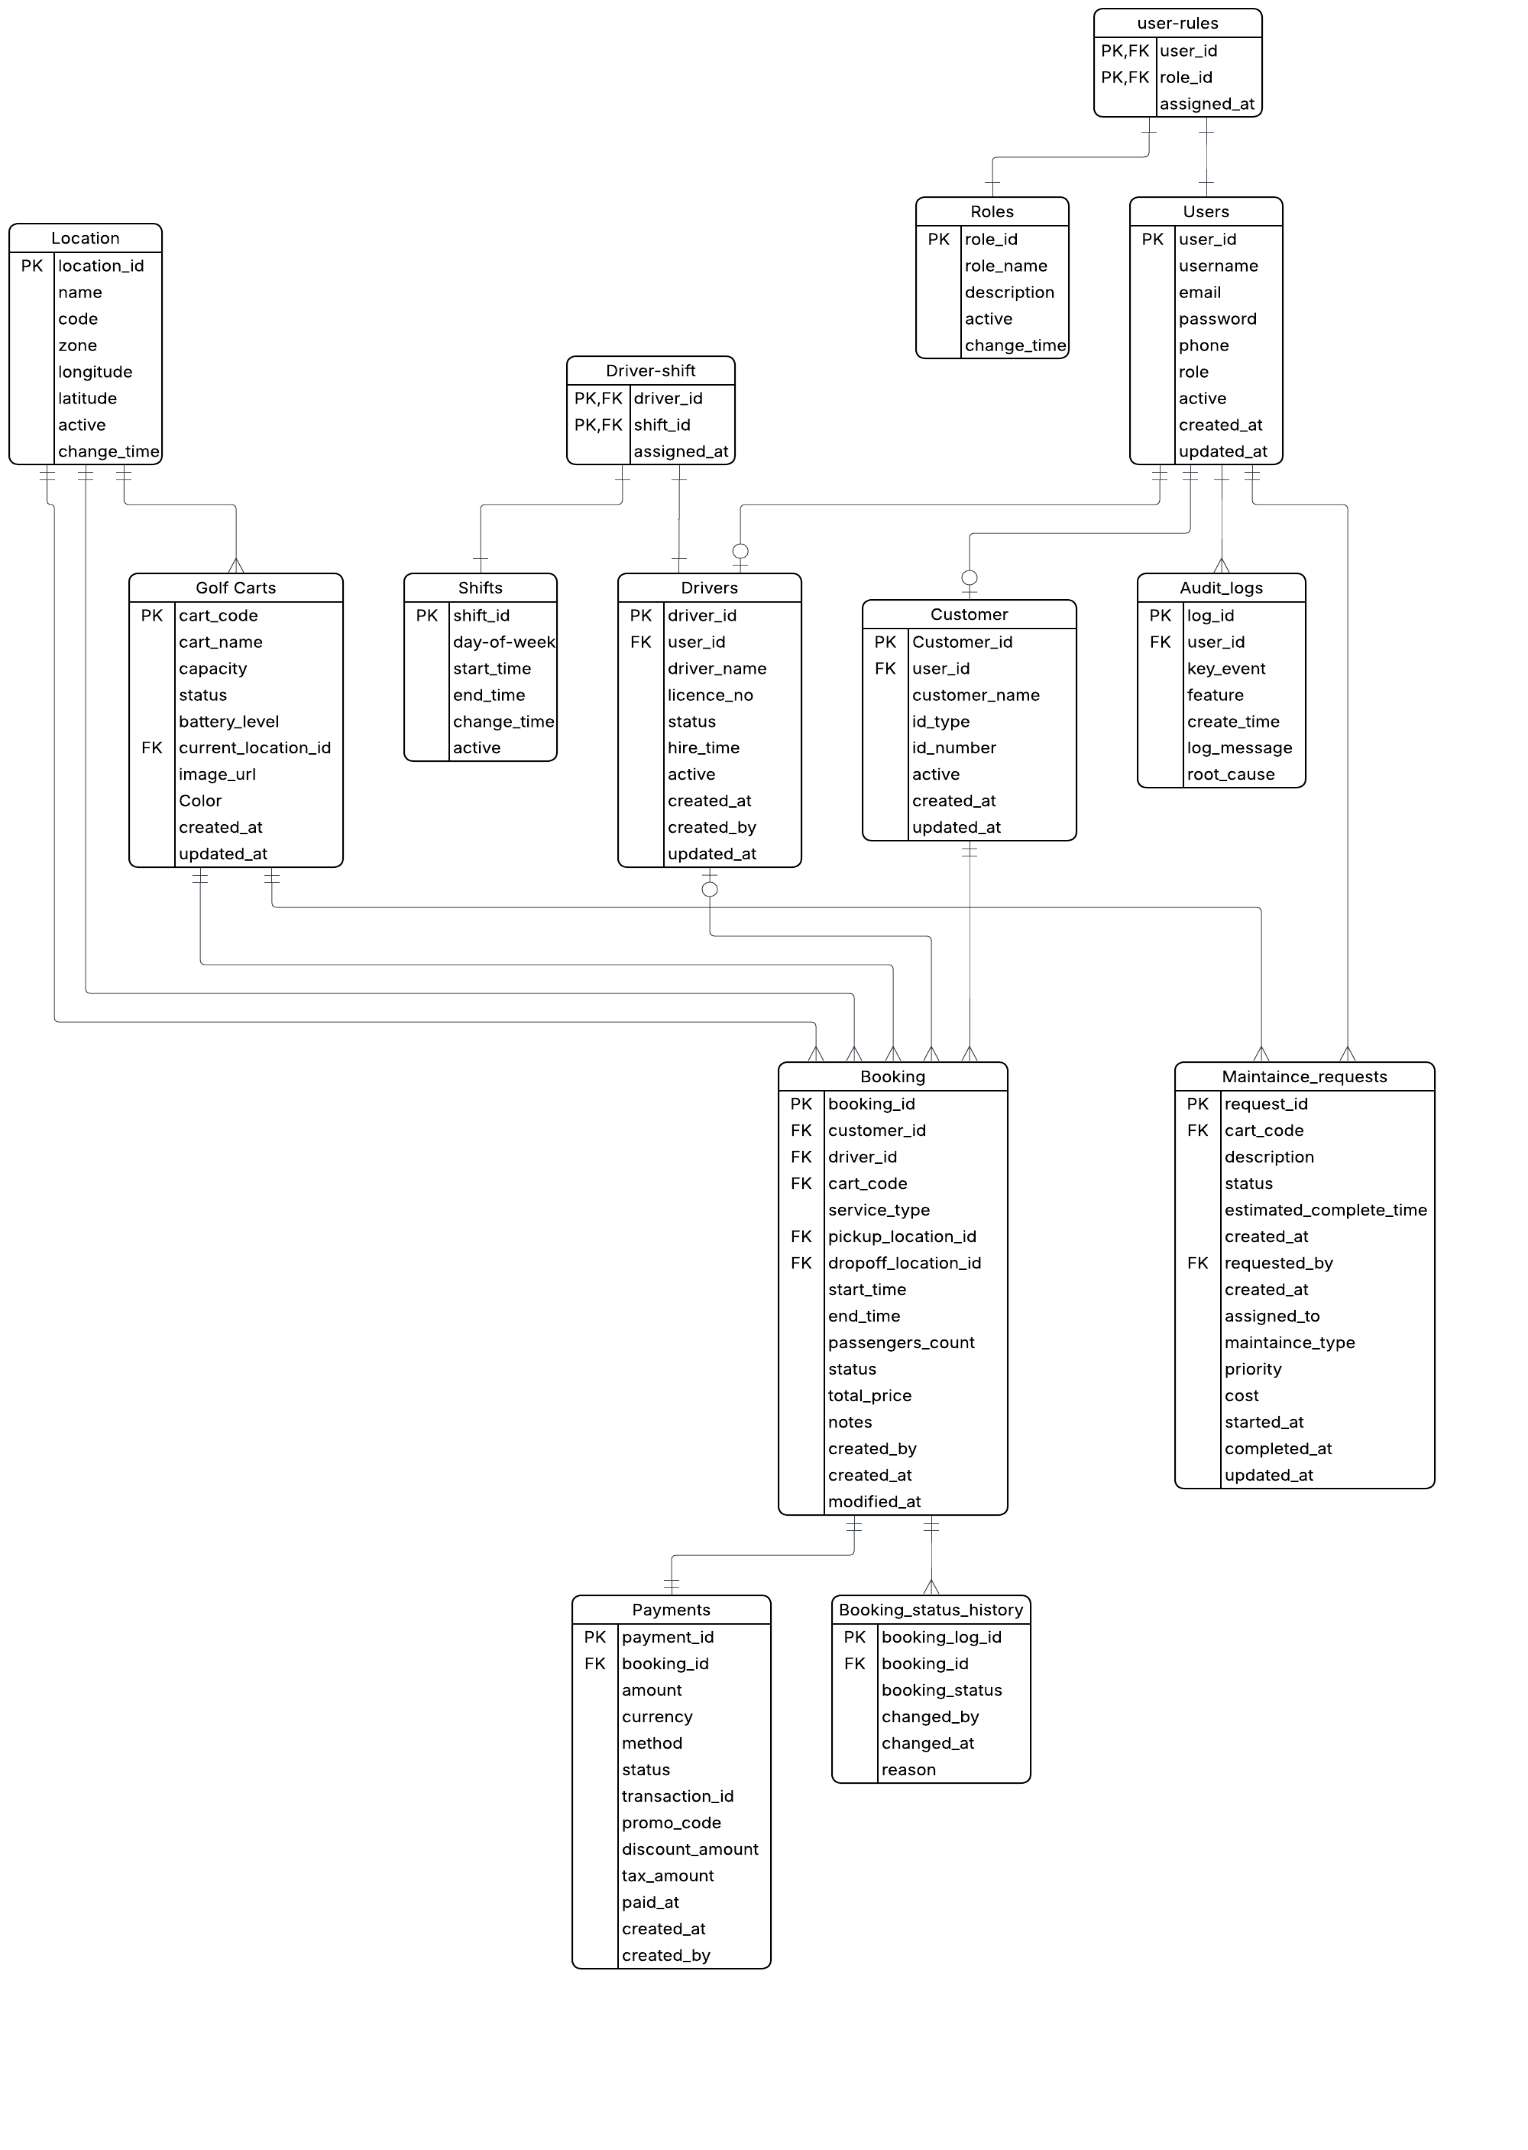 user-rules
PK,FK user_id
PK,FK role_id
assigned_at
Roles
PK role_id
role_name
description
active
change_time
Users
PK user_id
username
email
password
phone
role
active
created_at
updated_at
Location
PK location_id
name
code
zone
longitude
latitude
active
change_time
Driver-shift
PK,FK driver_id
PK,FK shift_id
assigned_at
Golf Carts
PK cart_code
cart_name
capacity
status
battery_level
FK current_location_id
image_url
Color
created_at
updated_at
Shifts
PK shift_id
day-of-week
start_time
end_time
change_time
active
Drivers
PK driver_id
FK user_id
driver_name
licence_no
status
hire_time
active
created_at
created_by
updated_at
Customer
PK Customer_id
FK user_id
customer_name
id_type
id_number
active
created_at
updated_at
Audit_logs
PK log_id
FK user_id
key_event
feature
create_time
log_message
root_cause
Booking
PK booking_id
FK customer_id
FK driver_id
FK cart_code
service_type
FK pickup_location_id
FK dropoff_location_id
start_time
end_time
passengers_count
status
total_price
notes
created_by
created_at
modified_at
Maintaince_requests
PK request_id
FK cart_code
description
status
estimated_complete_time
created_at
FK requested_by
created_at
assigned_to
maintaince_type
priority
cost
started_at
completed_at
updated_at
Payments
PK payment_id
FK booking_id
amount
currency
method
status
transaction_id
promo_code
discount_amount
tax_amount
paid_at
created_at
created_by
Booking_status_history
PK booking_log_id
FK booking_id
booking_status
changed_by
changed_at
reason